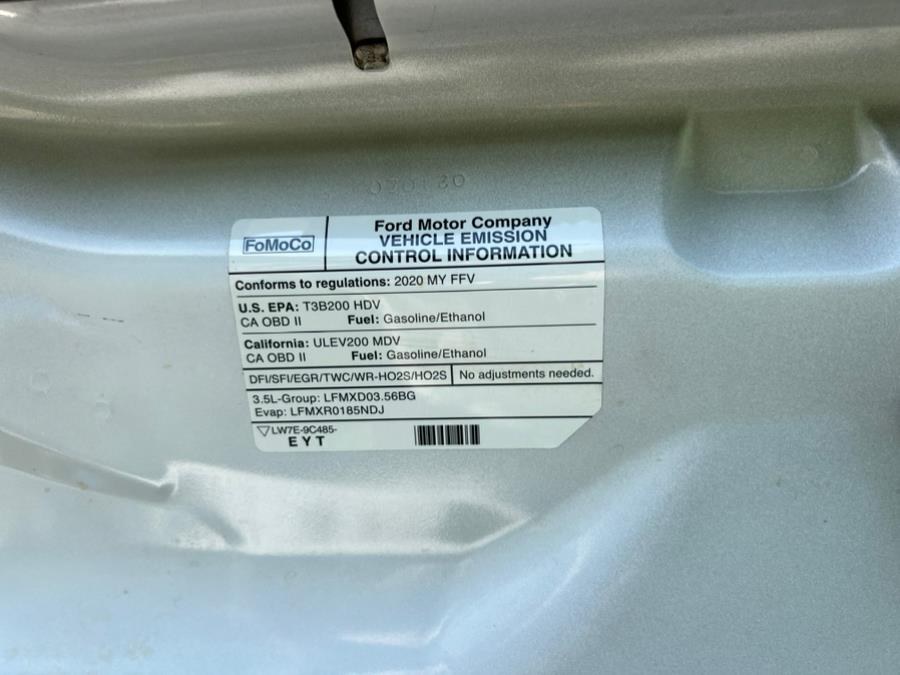 020120
FoMoCo
Ford Motor Company
VEHICLE EMISSION
CONTROL INFORMATION
Conforms to regulations: 2020 MY FFV
U.S. EPA: T3B200 HDV
CA OBD II Fuel: Gasoline/Ethanol
California: ULEV200 MDV
CA OBD II Fuel: Gasoline/Ethanol
DFI/SFI/EGR/TWC/WR-HO2S/HO2S No adjustments needed.
3.5L-Group: LFMXD03.56BG
Evap: LFMXR0185NDJ
LW7E-9C485-
EYT